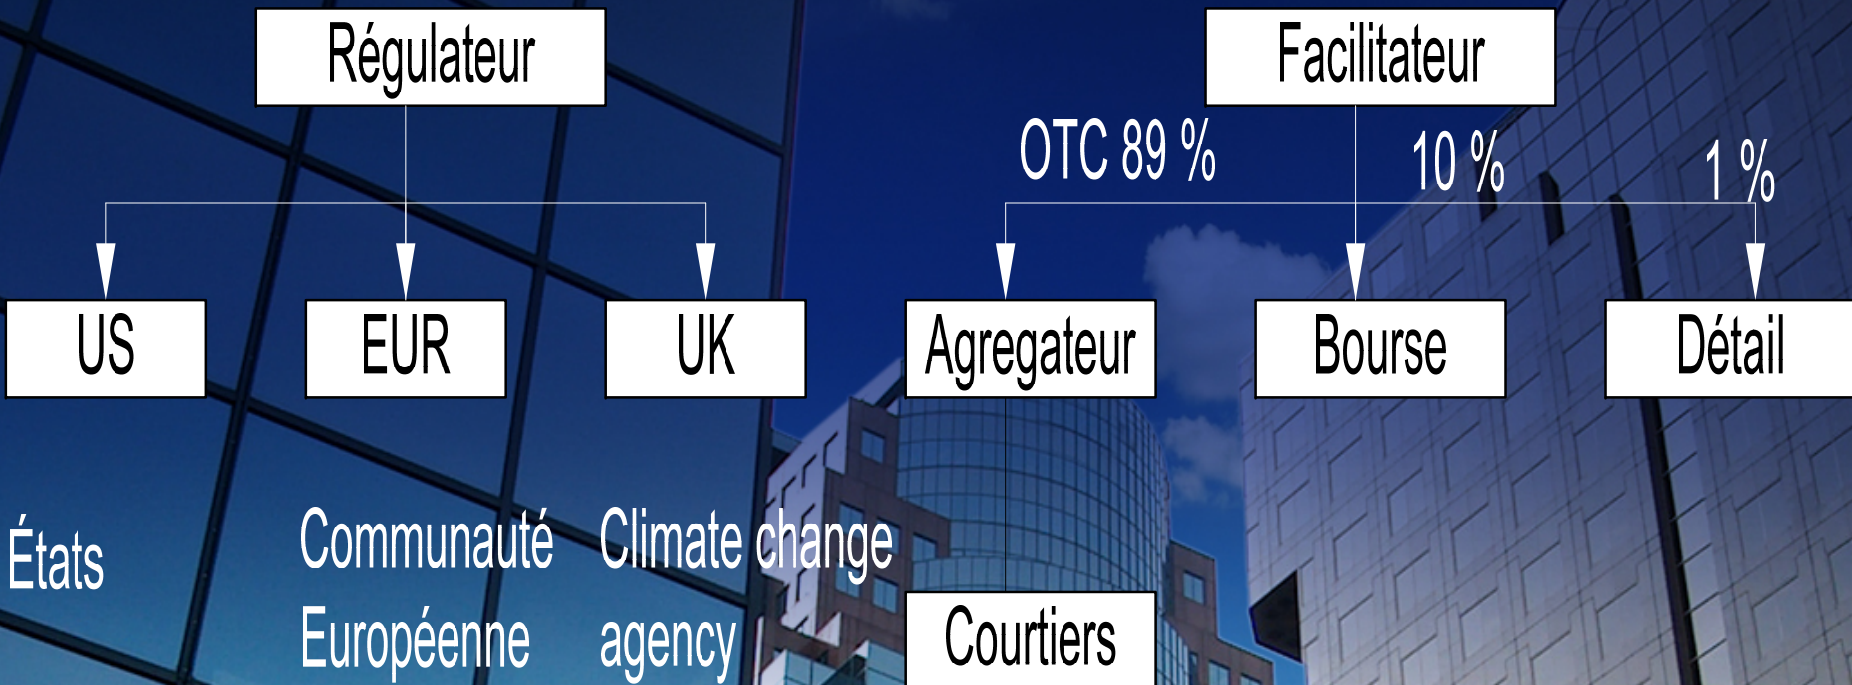 Régulateur
Facilitateur
OTC 89 %
10 %
1 %
US
EUR
UK
Agregateur
Bourse
Détail
États
Communauté
Européenne
Climate change
agency
Courtiers